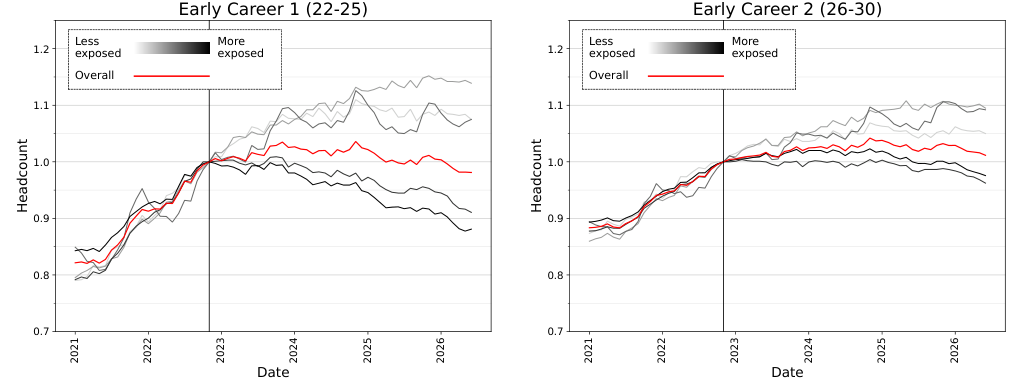 Early Career 1 (22-25)
Less exposed
More exposed
Overall
Headcount
1.2
1.1
1.0
0.9
0.8
0.7
2021
2022
2023
2024
2025
2026
Date
Early Career 2 (26-30)
Less exposed
More exposed
Overall
Headcount
1.2
1.1
1.0
0.9
0.8
0.7
2021
2022
2023
2024
2025
2026
Date